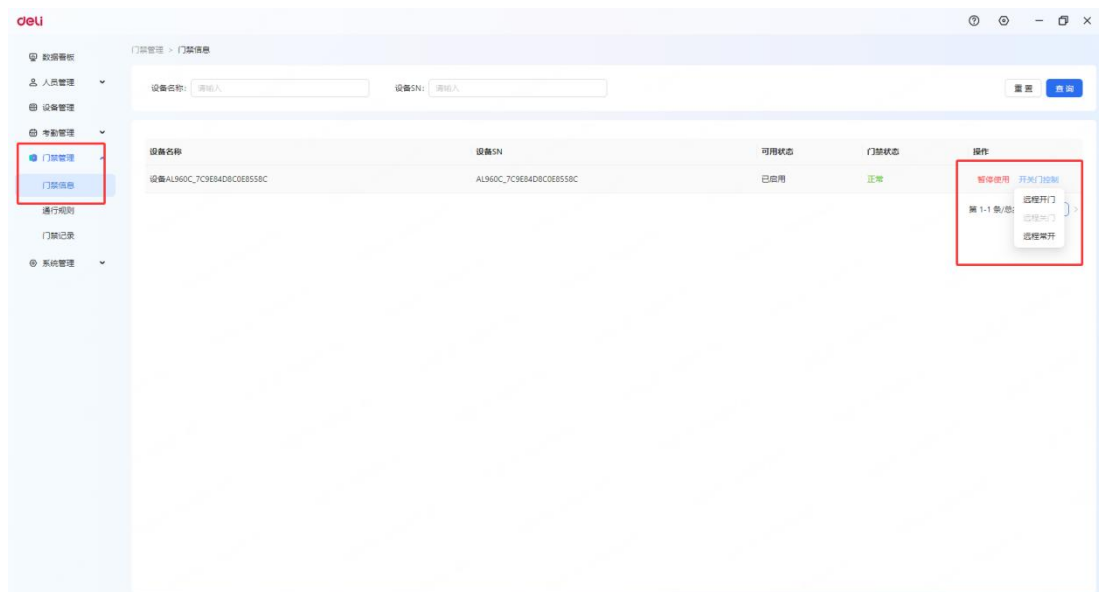 deli
数据看板
人员管理
设备管理
考勤管理
门禁管理
门禁信息
通行规则
门禁记录
系统管理
门禁管理 > 门禁信息
设备名称: 请输入 设备SN: 请输入 重置 查询
设备名称 设备SN 可用状态 门禁状态 操作
设备AL960C_7C9E84D8C0E8558C AL960C_7C9E84D8C0E8558C 已启用 正常 暂停使用 开关门控制
第 1-1 条/总
远程开门
远程关门
远程常开